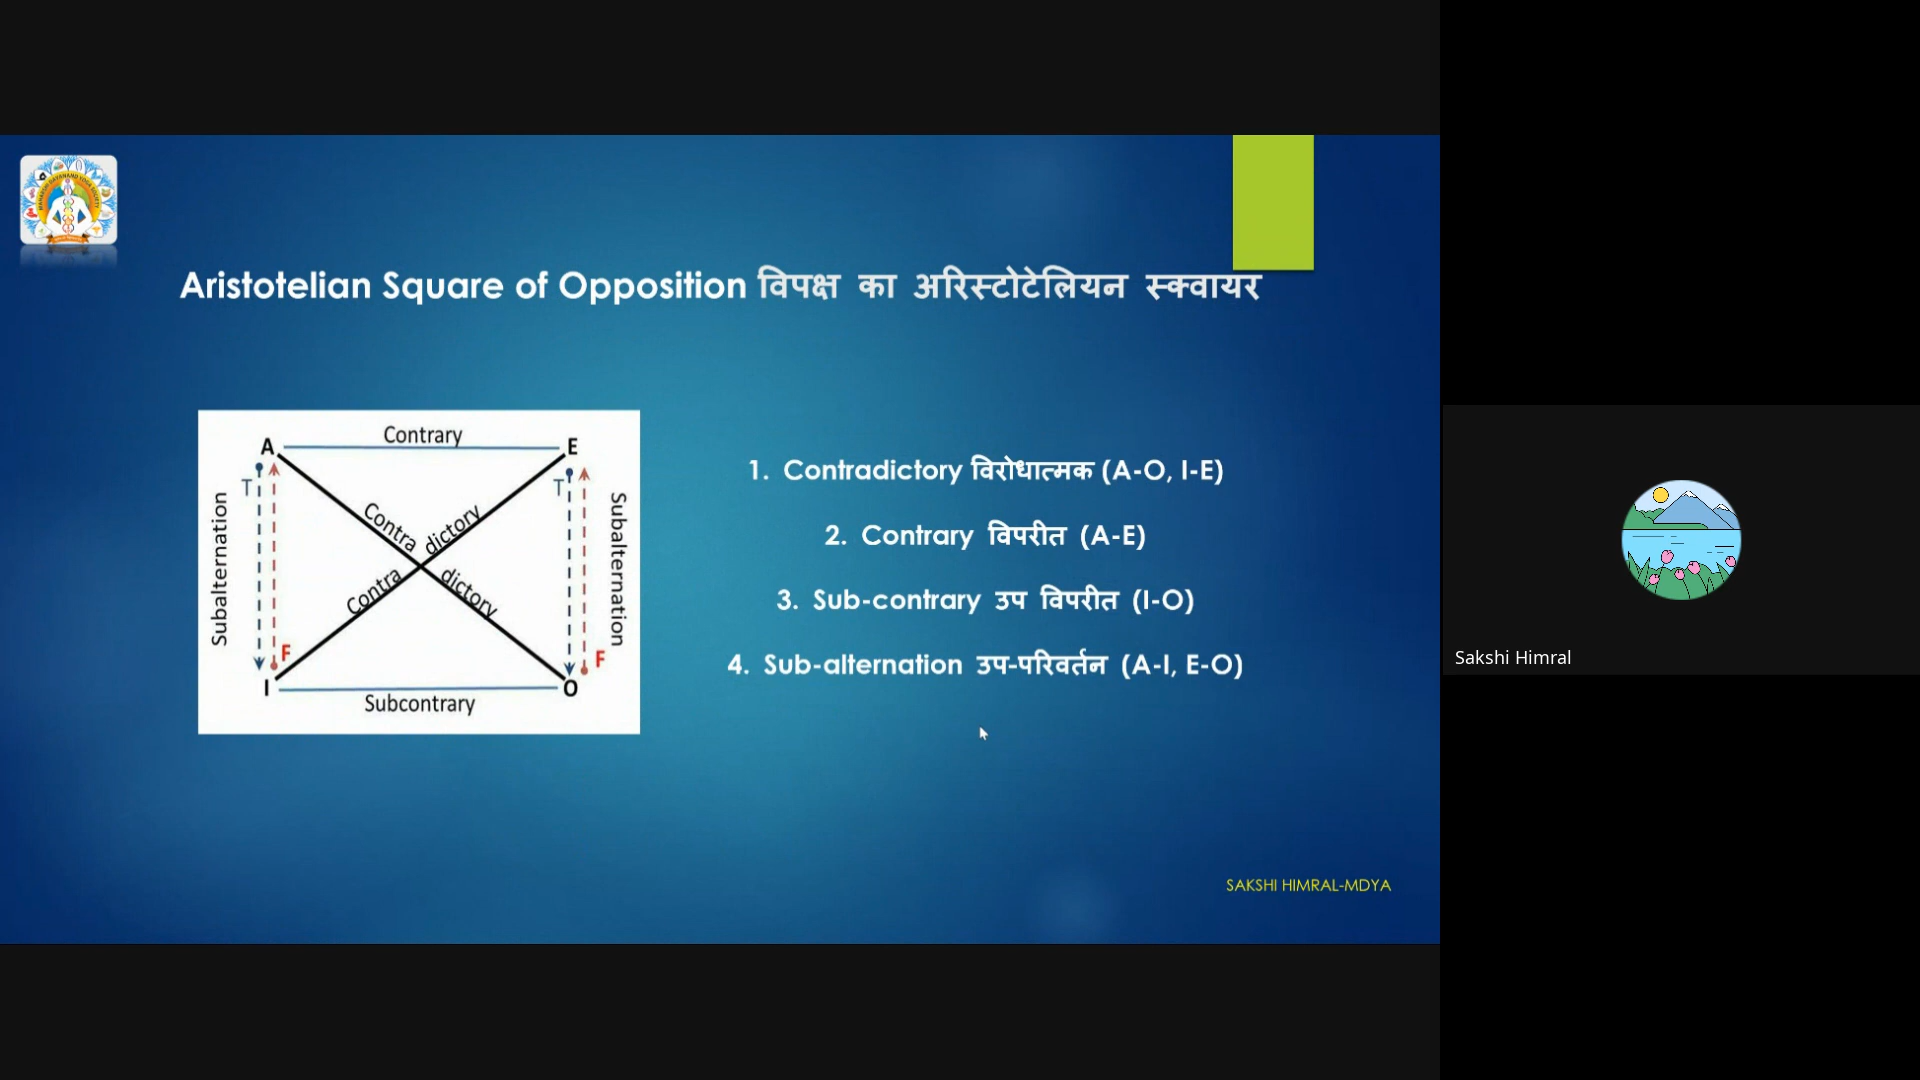 Aristotelian Square of Opposition विपक्ष का अरिस्टोटेलियन स्क्वायर
Contrary
A
E
T
T
Subalternation
Contra dictory
Contra dictory
Subalternation
F
F
I
O
Subcontrary
1. Contradictory विरोधात्मक (A-O, I-E)
2. Contrary विपरीत (A-E)
3. Sub-contrary उप विपरीत (I-O)
4. Sub-alternation उप-परिवर्तन (A-I, E-O)
Sakshi Himral
SAKSHI HIMRAL-MDYA